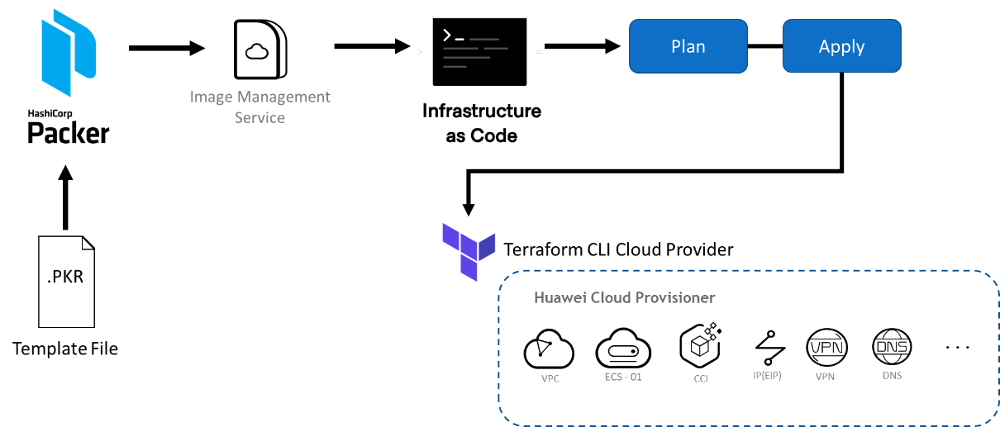 HashiCorp
Packer
Image Management
Service
Infrastructure
as Code
Plan
Apply
.PKR
Template File
Terraform CLI Cloud Provider
Huawei Cloud Provisioner
VPC
ECS - 01
CCI
IP(EIP)
VPN
VPN
DNS
DNS
. . .